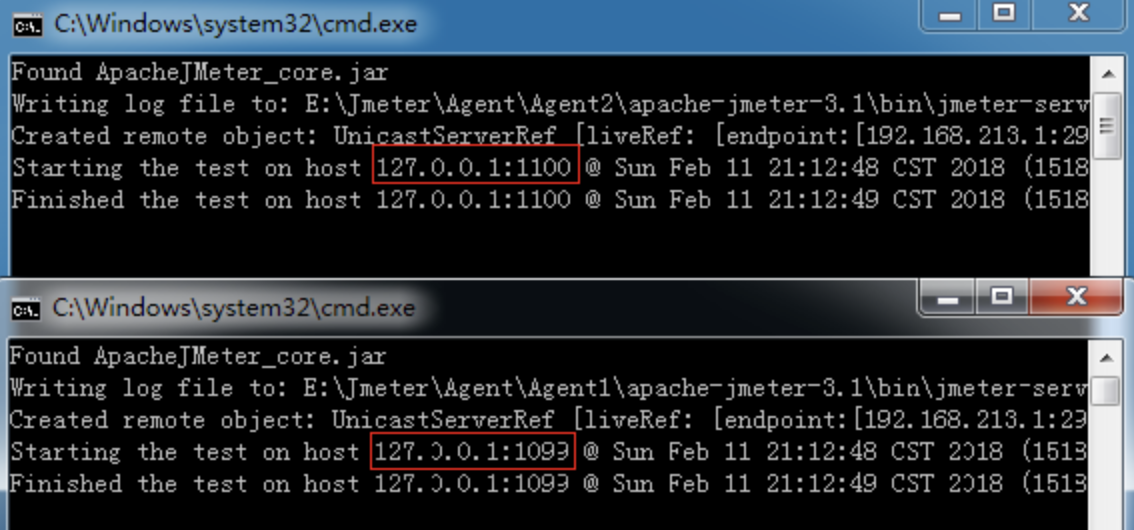 C:\Windows\system32\cmd.exe
Found ApacheJMeter_core.jar
Writing log file to: E:\Jmeter\Agent\Agent2\apache-jmeter-3.1\bin\jmeter-serv
Created remote object: UnicastServerRef [liveRef: [endpoint:[192.168.213.1:29
Starting the test on host 127.0.0.1:1100 @ Sun Feb 11 21:12:48 CST 2018 (1518
Finished the test on host 127.0.0.1:1100 @ Sun Feb 11 21:12:49 CST 2018 (1518
C:\Windows\system32\cmd.exe
Found ApacheJMeter_core.jar
Writing log file to: E:\Jmeter\Agent\Agent1\apache-jmeter-3.1\bin\jmeter-serv
Created remote object: UnicastServerRef [liveRef: [endpoint:[192.168.213.1:29
Starting the test on host 127.0.0.1:1099 @ Sun Feb 11 21:12:48 CST 2018 (1518
Finished the test on host 127.0.0.1:1099 @ Sun Feb 11 21:12:49 CST 2018 (1518